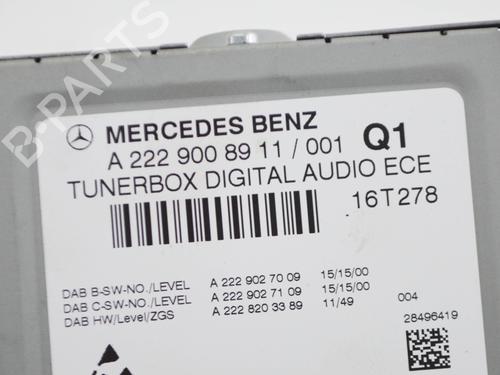 B-PARTS
MERCEDES BENZ
A 222 900 89 11 / 001 Q1
TUNERBOX DIGITAL AUDIO ECE
16T278
DAB B-SW-NO./LEVEL A 222 902 70 09 15/15/00
DAB C-SW-NO./LEVEL A 222 902 71 09 15/15/00
DAB HW/Level/ZGS A 222 820 33 89 11/49 004
28496419